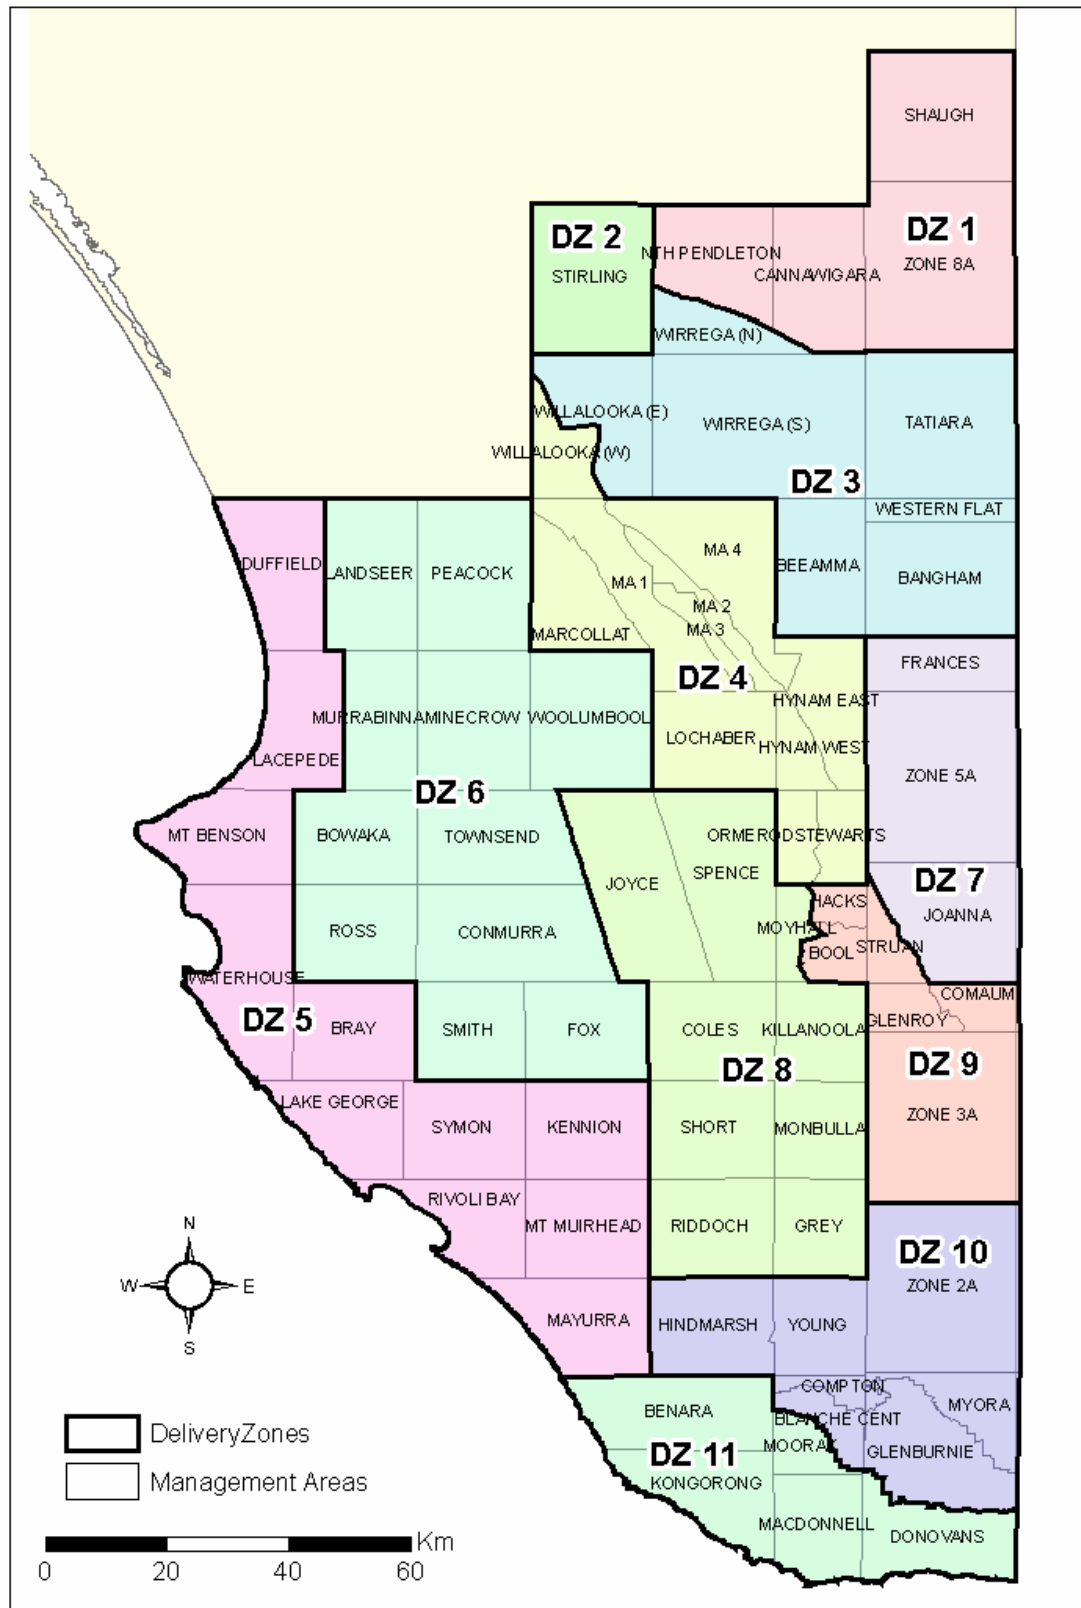 SHAUGH
DZ 1
ZONE 8A
DZ 2
STIRLING
NTH PENDLETON
CANNAWIGARA
WIRREGA (N)
WILLALOOKA (E)
WIRREGA (S)
TATIARA
WILLALOOKA (W)
DZ 3
WESTERN FLAT
DUFFIELD
LANDSEER
PEACOCK
MA 4
BEEAMMA
BANGHAM
MA 1
MA 2
MA 3
MARCOLLAT
FRANCES
DZ 4
HYNAM EAST
MURRABINNA
MINECROW
WOOLUMBOOL
LOCHABER
HYNAM WEST
LACEPEDE
ZONE 5A
DZ 6
MT BENSON
BOWAKA
TOWNSEND
ORMEROD
STEWARTS
JOYCE
SPENCE
DZ 7
HACKS
JOANNA
ROSS
CONMURRA
MOYHALL
BOOL
STRUAN
WATERHOUSE
COMAUM
DZ 5
BRAY
SMITH
FOX
COLES
KILLANOOLA
GLENROY
DZ 8
DZ 9
LAKE GEORGE
SYMON
KENNION
SHORT
MONBULLA
ZONE 3A
RIVOLI BAY
MT MUIRHEAD
RIDDOCH
GREY
N
W
E
S
DZ 10
ZONE 2A
MAYURRA
HINDMARSH
YOUNG
COMPTON
MYORA
BENARA
BLANCHE CENT
MOORAK
GLENBURNIE
DZ 11
KONGORONG
MACDONNELL
DONOVANS
DeliveryZones
Management Areas
Km
0 20 40 60